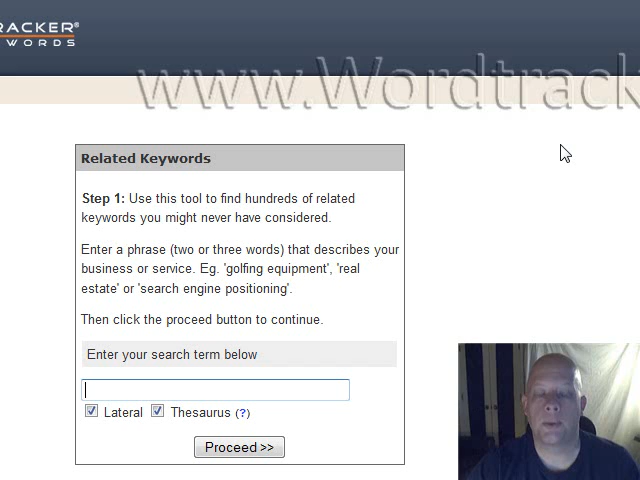 RACKER®
WORDS
www.Wordtrack
Related Keywords
Step 1: Use this tool to find hundreds of related
keywords you might never have considered.
Enter a phrase (two or three words) that describes your
business or service. Eg. 'golfing equipment', 'real
estate' or 'search engine positioning'.
Then click the proceed button to continue.
Enter your search term below
Lateral Thesaurus (?)
Proceed >>